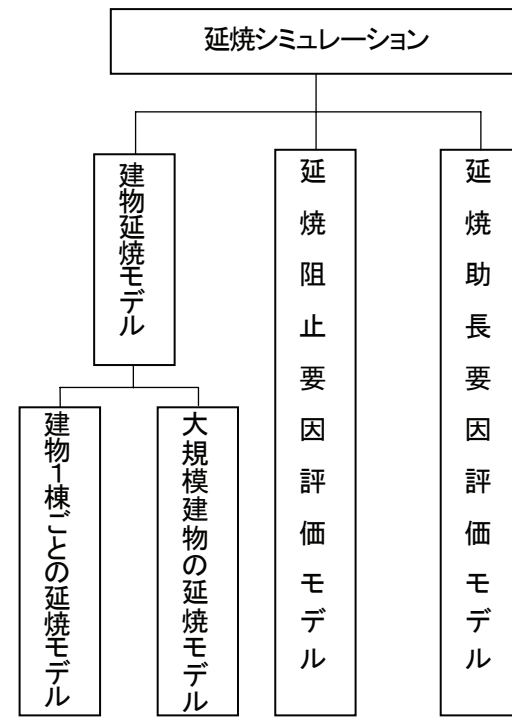 延焼シミュレーション
建物延焼モデル
建物1棟ごとの延焼モデル
大規模建物の延焼モデル
延焼阻止要因評価モデル
延焼助長要因評価モデル